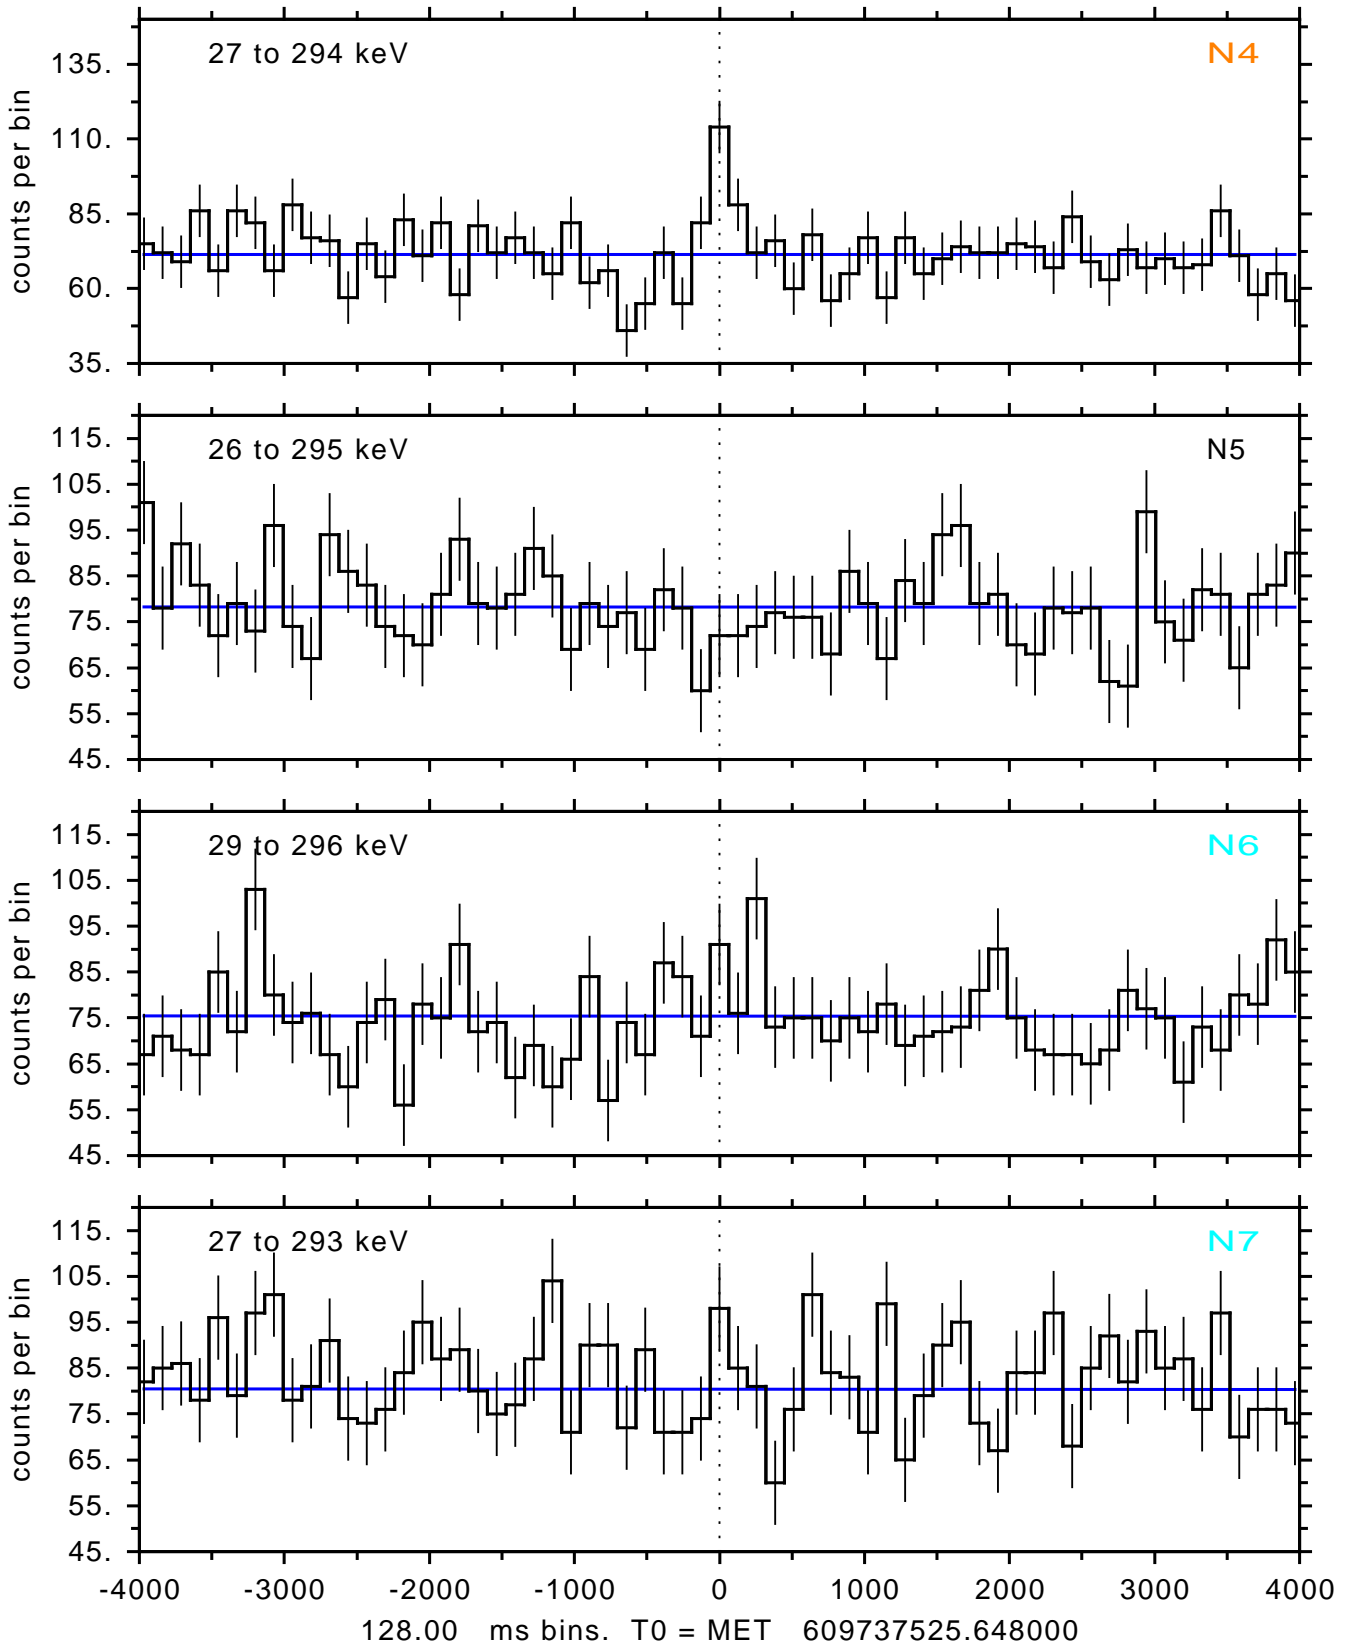 27 to 294 keV N4
135.
110.
85.
60.
35.
counts per bin
26 to 295 keV N5
115.
105.
95.
85.
75.
65.
55.
45.
counts per bin
29 to 296 keV N6
115.
105.
95.
85.
75.
65.
55.
45.
counts per bin
27 to 293 keV N7
115.
105.
95.
85.
75.
65.
55.
45.
counts per bin
-4000 -3000 -2000 -1000 0 1000 2000 3000 4000
128.00 ms bins. T0 = MET 609737525.648000